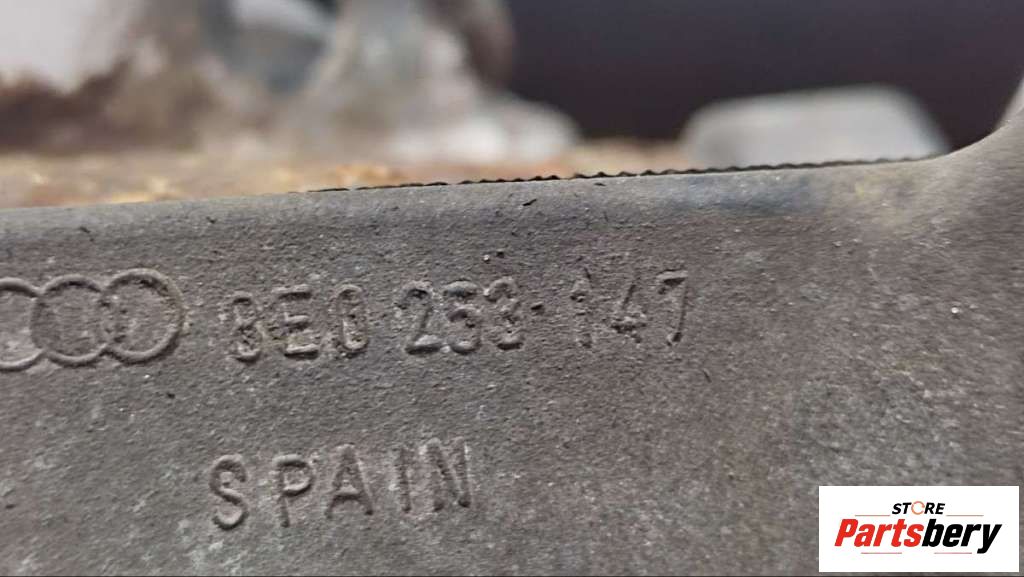 8E0 253 147
SPAIN
STORE
Partsbery